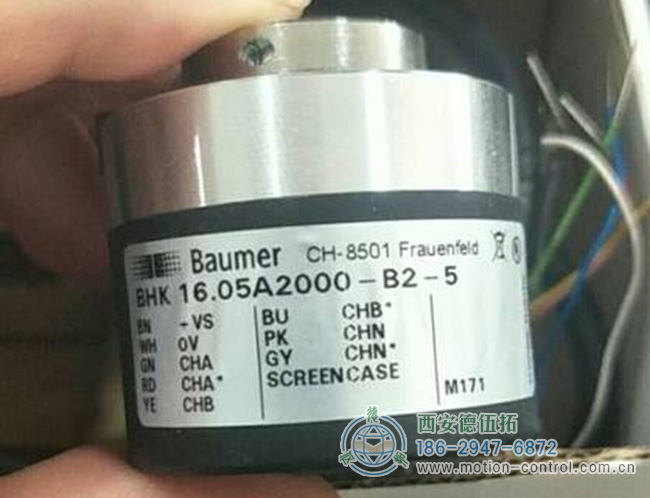 Baumer CH-8501 Frauenfeld
BHK 16.05A2000-B2-5
BN -VS
WH 0V
GN CHA
RD CHA*
YE CHB
BU CHB*
PK CHN
GY CHN*
SCREEN CASE
M171
西安德伍拓
186-2947-6872
www.motion-control.com.cn